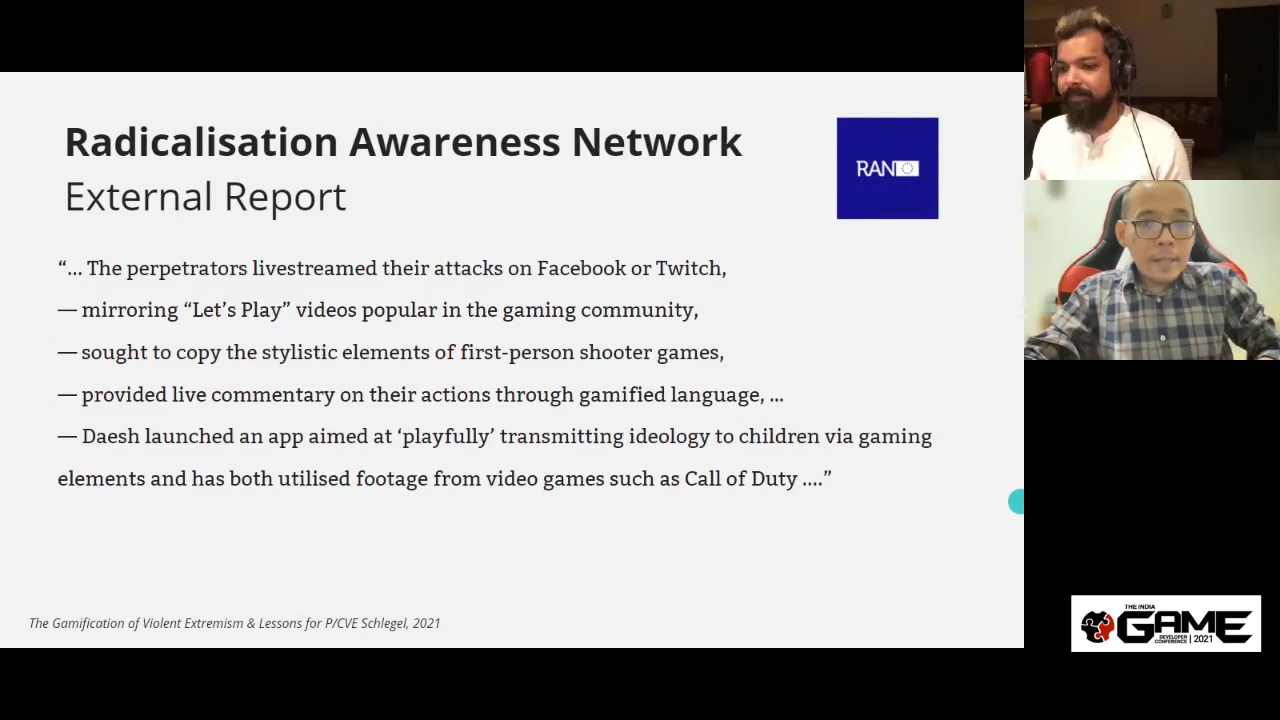 Radicalisation Awareness Network
External Report
RAN
“... The perpetrators livestreamed their attacks on Facebook or Twitch,
— mirroring “Let’s Play” videos popular in the gaming community,
— sought to copy the stylistic elements of first-person shooter games,
— provided live commentary on their actions through gamified language, ...
— Daesh launched an app aimed at ‘playfully’ transmitting ideology to children via gaming
elements and has both utilised footage from video games such as Call of Duty ....”
The Gamification of Violent Extremism & Lessons for P/CVE Schlegel, 2021
THE INDIA
GAME
DEVELOPER
CONFERENCE | 2021